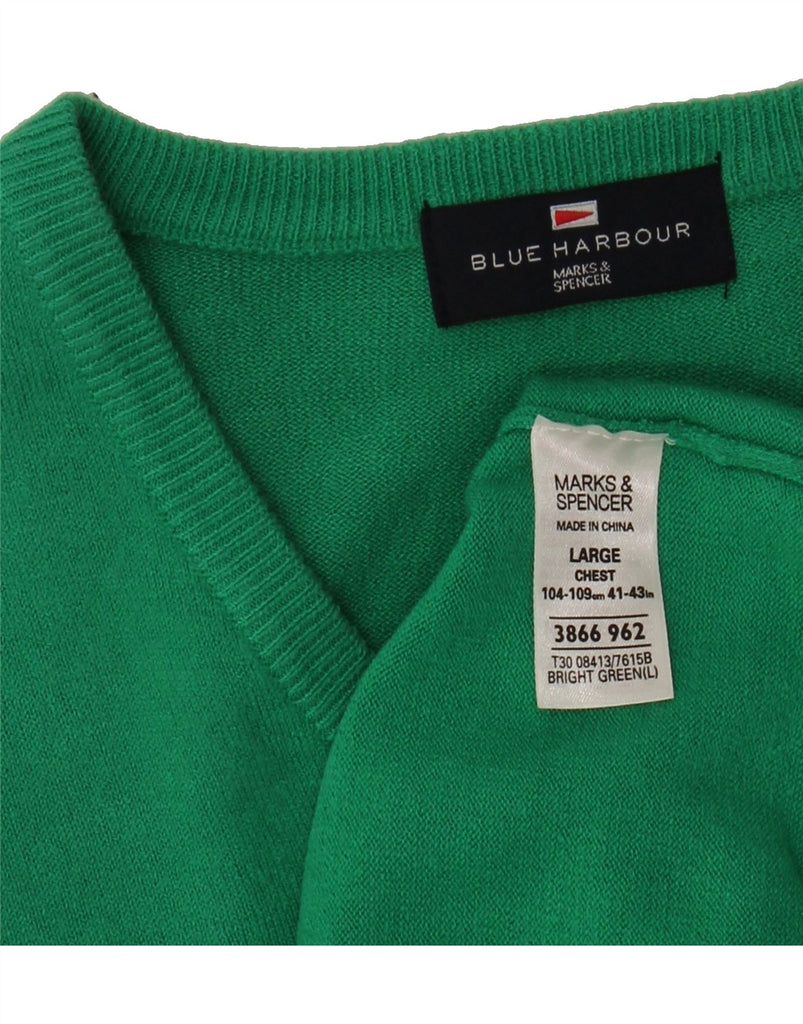 BLUE HARBOUR
MARKS &
SPENCER
MARKS &
SPENCER
MADE IN CHINA
LARGE
CHEST
104-109cm 41-43in
3866 962
T30 08413/7615B
BRIGHT GREEN(L)